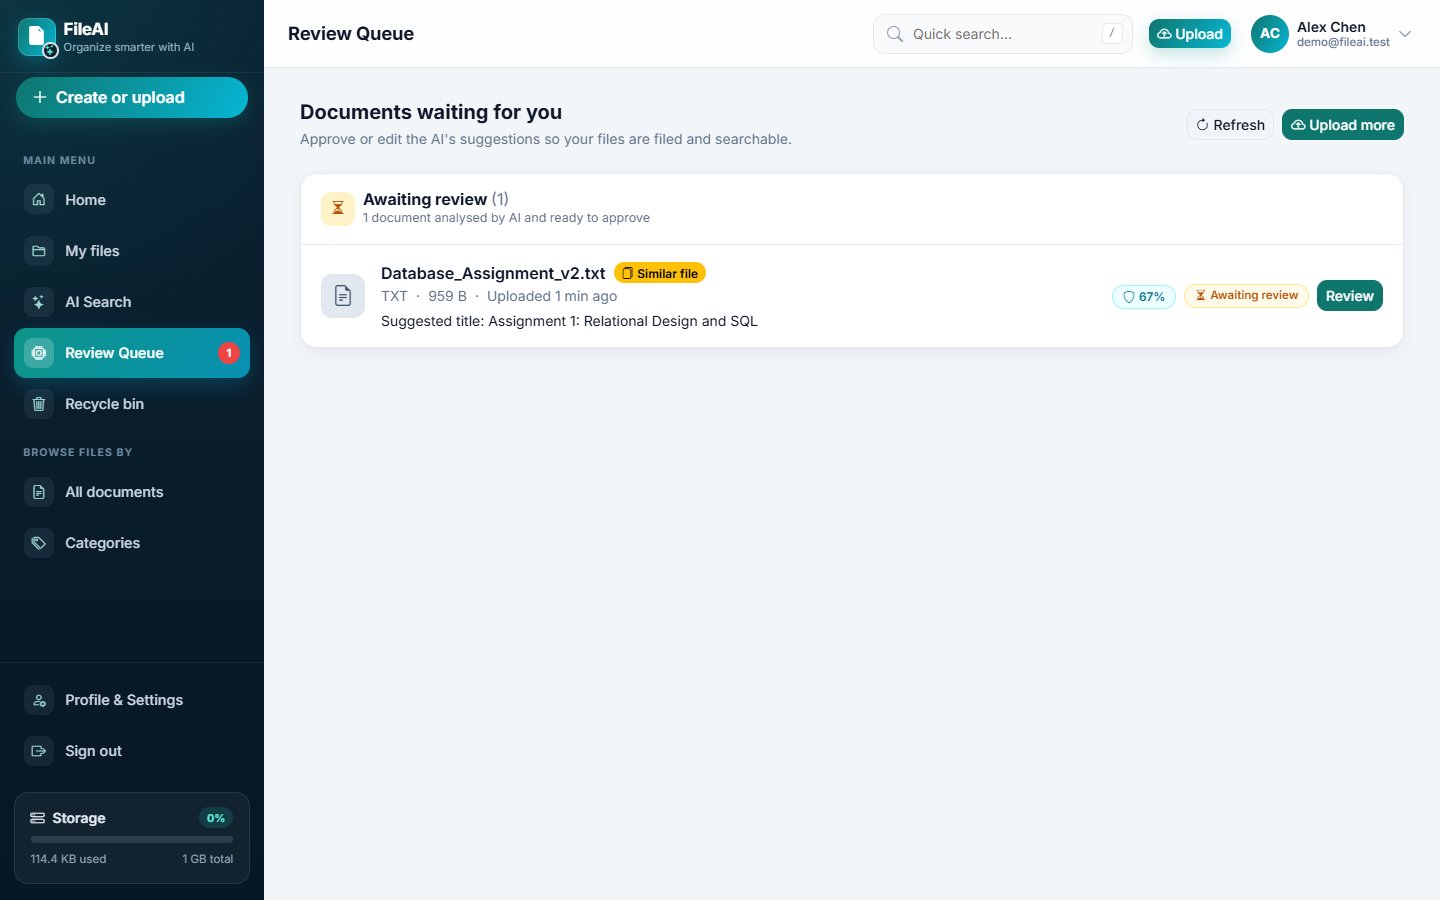 FileAI
Organize smarter with AI
Create or upload
MAIN MENU
Home
My files
AI Search
Review Queue 1
Recycle bin
BROWSE FILES BY
All documents
Categories
Profile & Settings
Sign out
Storage 0%
114.4 KB used 1 GB total
Review Queue
Quick search... /
Upload
AC
Alex Chen
demo@fileai.test
Documents waiting for you
Approve or edit the AI's suggestions so your files are filed and searchable.
Refresh
Upload more
Awaiting review (1)
1 document analysed by AI and ready to approve
Database_Assignment_v2.txt Similar file
TXT · 959 B · Uploaded 1 min ago
Suggested title: Assignment 1: Relational Design and SQL
67% Awaiting review Review